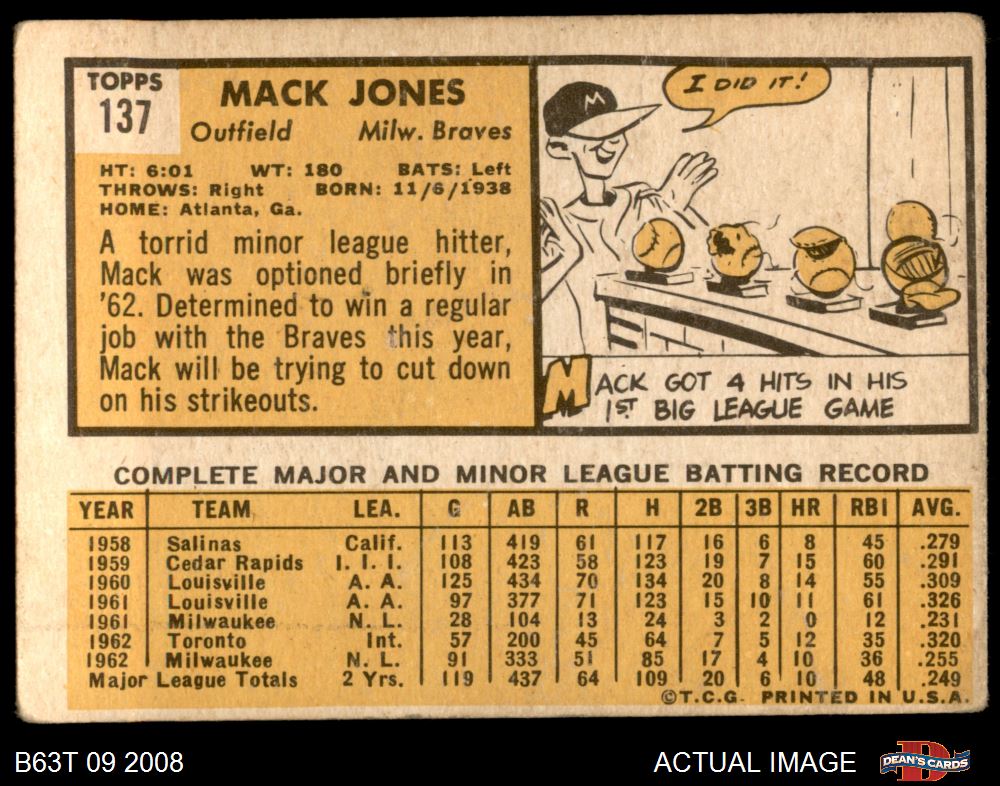 TOPPS
137
MACK JONES
Outfield Milw. Braves
HT: 6:01 WT: 180 BATS: Left
THROWS: Right BORN: 11/6/1938
HOME: Atlanta, Ga.
A torrid minor league hitter,
Mack was optioned briefly in
'62. Determined to win a regular
job with the Braves this year,
Mack will be trying to cut down
on his strikeouts.
I DID IT!
M
MACK GOT 4 HITS IN HIS
1ST BIG LEAGUE GAME
COMPLETE MAJOR AND MINOR LEAGUE BATTING RECORD
YEAR TEAM LEA. G AB R H 2B 3B HR RBI AVG.
1958 Salinas Calif. 113 419 61 117 16 6 8 45 .279
1959 Cedar Rapids I. I. I. 108 423 58 123 19 7 15 60 .291
1960 Louisville A. A. 125 434 70 134 20 8 14 55 .309
1961 Louisville A. A. 97 377 71 123 15 10 11 61 .326
1961 Milwaukee N. L. 28 104 13 24 3 2 0 12 .231
1962 Toronto Int. 57 200 45 64 7 5 12 35 .320
1962 Milwaukee N. L. 91 333 51 85 17 4 10 36 .255
Major League Totals 2 Yrs. 119 437 64 109 20 6 10 48 .249
©T.C.G. PRINTED IN U.S.A.
B63T 09 2008
ACTUAL IMAGE
D
DEAN'S CARDS